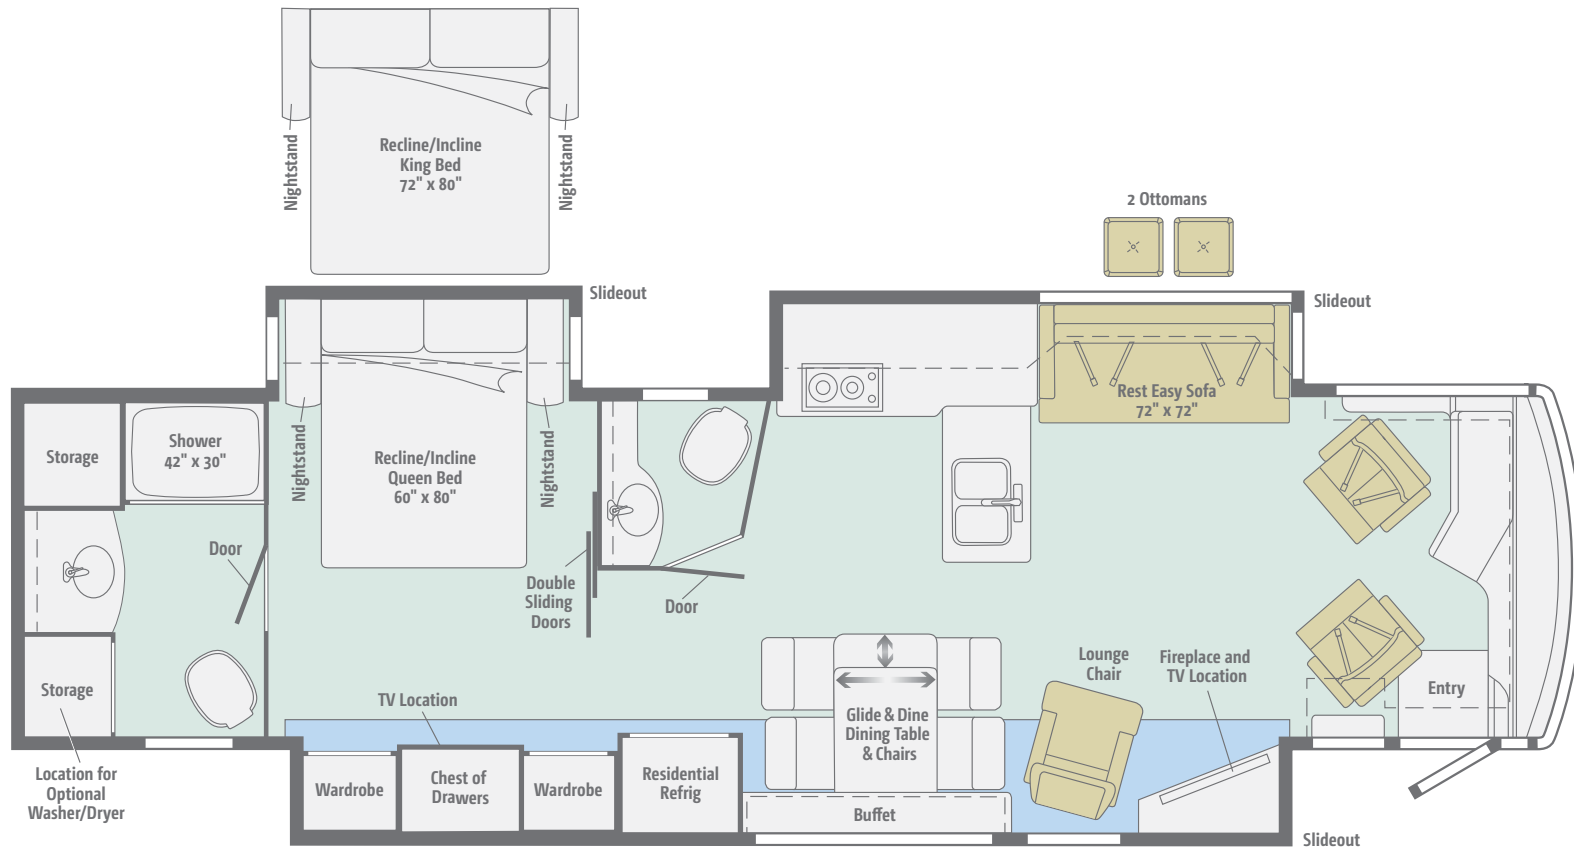 Nightstand
Recline/Incline
King Bed
72" x 80"
Nightstand
2 Ottomans
Slideout
Slideout
Rest Easy Sofa
72" x 72"
Storage
Shower
42" x 30"
Nightstand
Recline/Incline
Queen Bed
60" x 80"
Nightstand
Door
Double
Sliding
Doors
Door
Storage
TV Location
Lounge
Chair
Fireplace and
TV Location
Entry
Glide & Dine
Dining Table
& Chairs
Location for
Optional
Washer/Dryer
Wardrobe
Chest of
Drawers
Wardrobe
Residential
Refrig
Buffet
Slideout